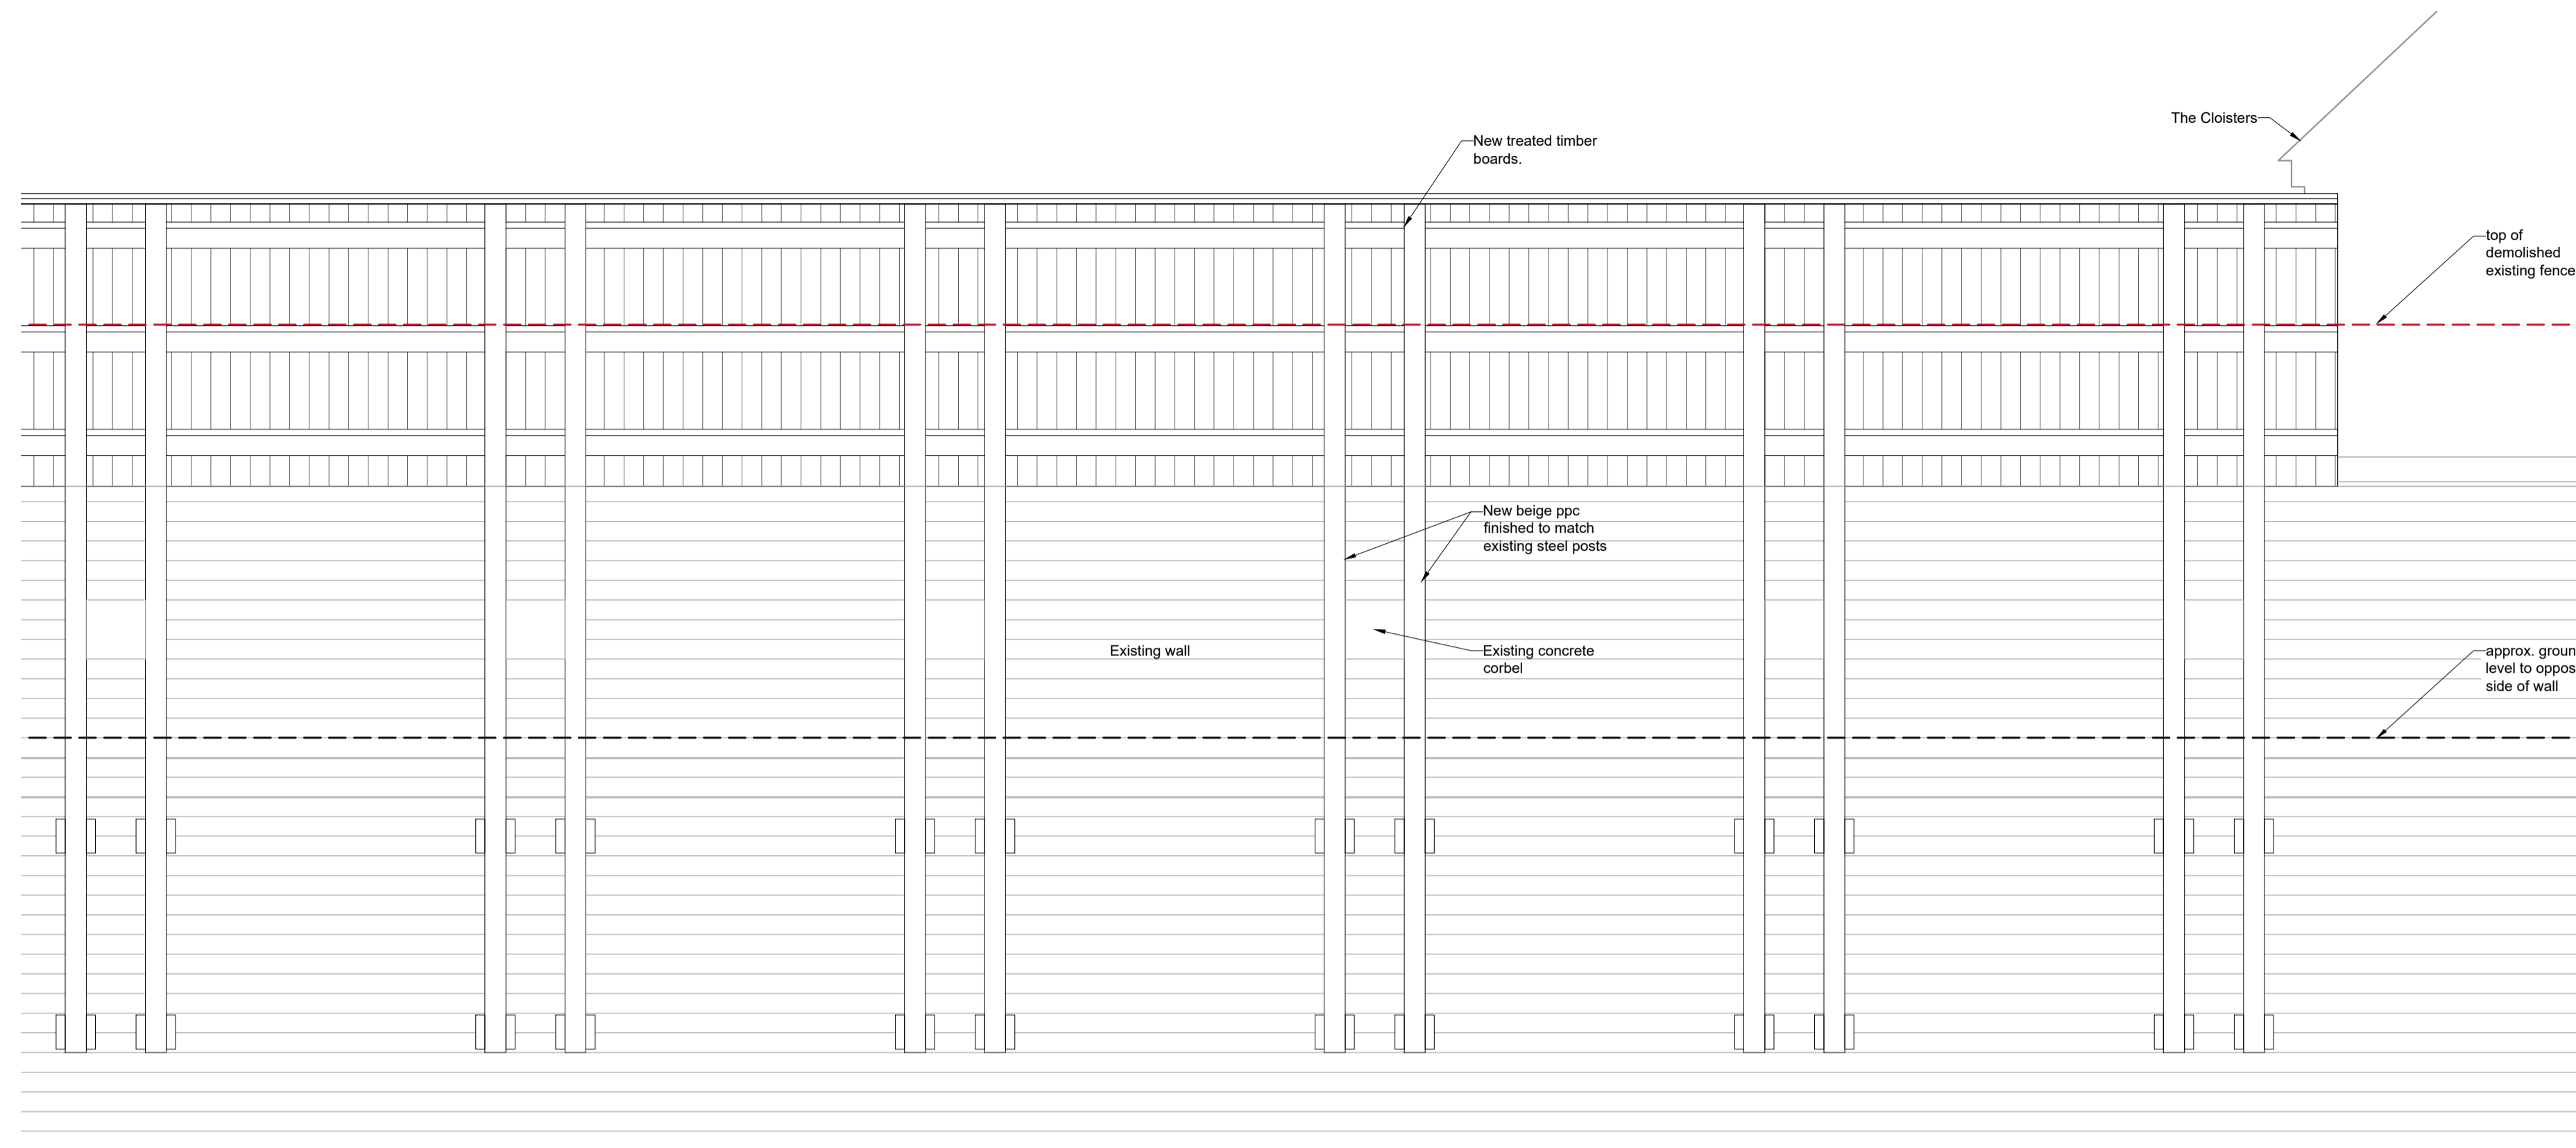 The Cloisters
New treated timber
boards.
top of
demolished
existing fence
New beige ppc
finished to match
existing steel posts
Existing wall
Existing concrete
corbel
approx. groun
level to oppos
side of wall